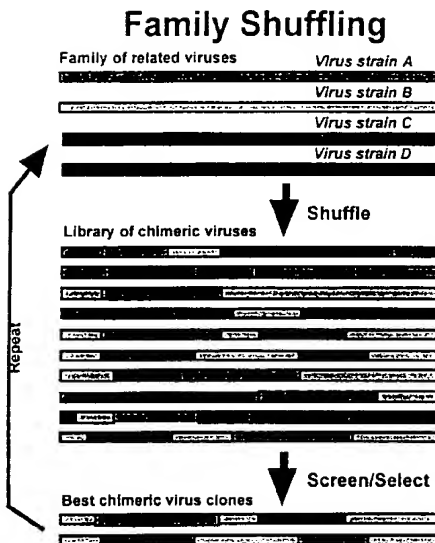 Family Shuffling
Family of related viruses
Virus strain A
Virus strain B
Virus strain C
Virus strain D
Shuffle
Library of chimeric viruses
Repeat
Screen/Select
Best chimeric virus clones